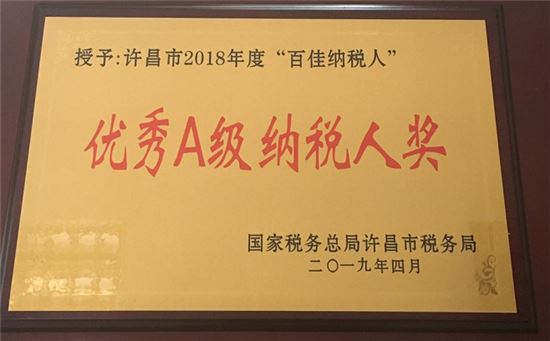 授予:许昌市2018年度“百佳纳税人”
优秀A级纳税人奖
国家税务总局许昌市税务局
二〇一九年四月